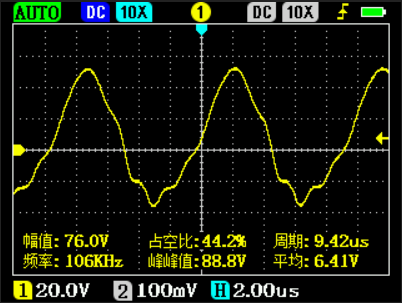 AUTO DC 10X 1 DC 10X
幅值: 76.0V 占空比: 44.2% 周期: 9.42us
频率: 106KHz 峰峰值: 88.8V 平均: 6.41V
1 20.0V 2 100mV H 2.00us